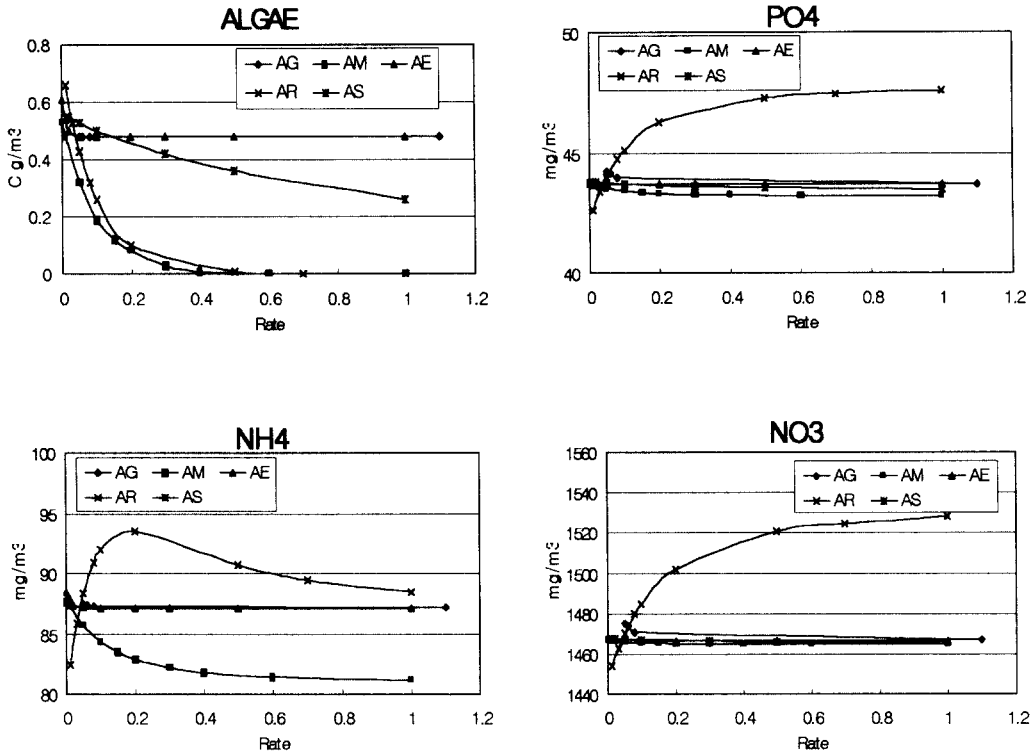 ALGAE
0.8
0.6
0.4
0.2
0
C g/m3
AG AM AE
AR AS
0 0.2 0.4 0.6 0.8 1 1.2
Rate
PO4
50
45
40
mg/m3
AG AM AE
AR AS
0 0.2 0.4 0.6 0.8 1 1.2
Rate
NH4
100
95
90
85
80
mg/m3
AG AM AE
AR AS
0 0.2 0.4 0.6 0.8 1 1.2
Rate
NO3
1560
1540
1520
1500
1480
1460
1440
mg/m3
AG AM AE
AR AS
0 0.2 0.4 0.6 0.8 1 1.2
Rate